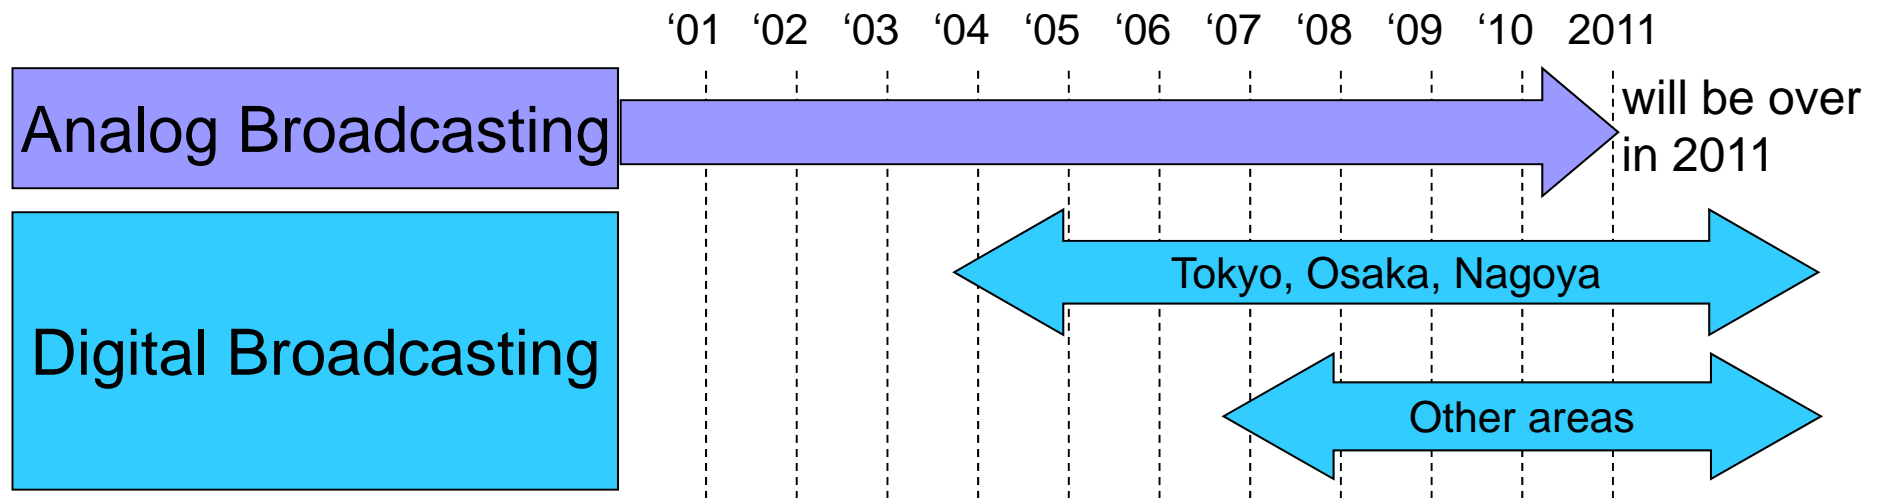 ‘01 ‘02 ‘03 ‘04 ‘05 ‘06 ‘07 ‘08 ‘09 ‘10 2011
Analog Broadcasting
will be over
in 2011
Digital Broadcasting
Tokyo, Osaka, Nagoya
Other areas